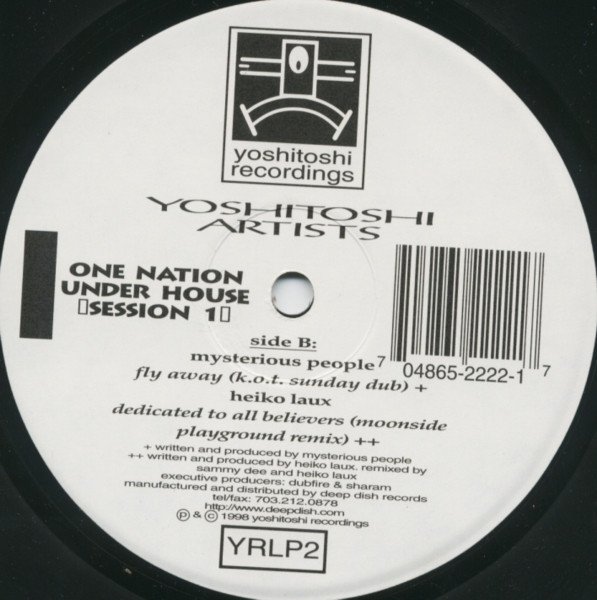 yoshitoshi
recordings
YOSHITOSHI
ARTISTS
ONE NATION
UNDER HOUSE
▯SESSION 1▯
side B:
mysterious people
fly away (k.o.t. sunday dub) +
heiko laux
dedicated to all believers (moonside
playground remix) ++
7 04865-2222-1 7
+ written and produced by mysterious people
++ written and produced by heiko laux. remixed by
sammy dee and heiko laux
executive producers: dubfire & sharam
manufactured and distributed by deep dish records
tel/fax: 703.212.0878
http://www.deepdish.com
℗ & © 1998 yoshitoshi recordings
YRLP2